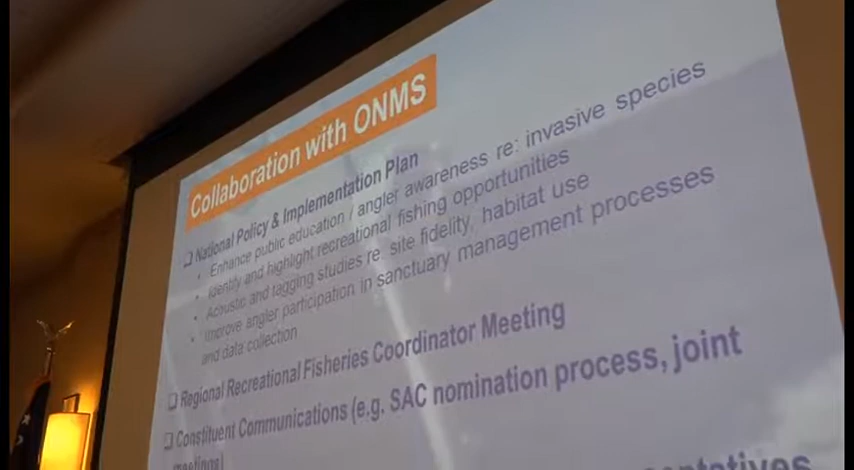 Collaboration with ONMS
❑ National Policy & Implementation Plan
• Enhance public education / angler awareness re: invasive species
• Identify and highlight recreational fishing opportunities
• Acoustic and tagging studies re. site fidelity, habitat use
• Improve angler participation in sanctuary management processes
and data collection
❑ Regional Recreational Fisheries Coordinator Meeting
❑ Constituent Communications (e.g. SAC nomination process, joint
meetings)